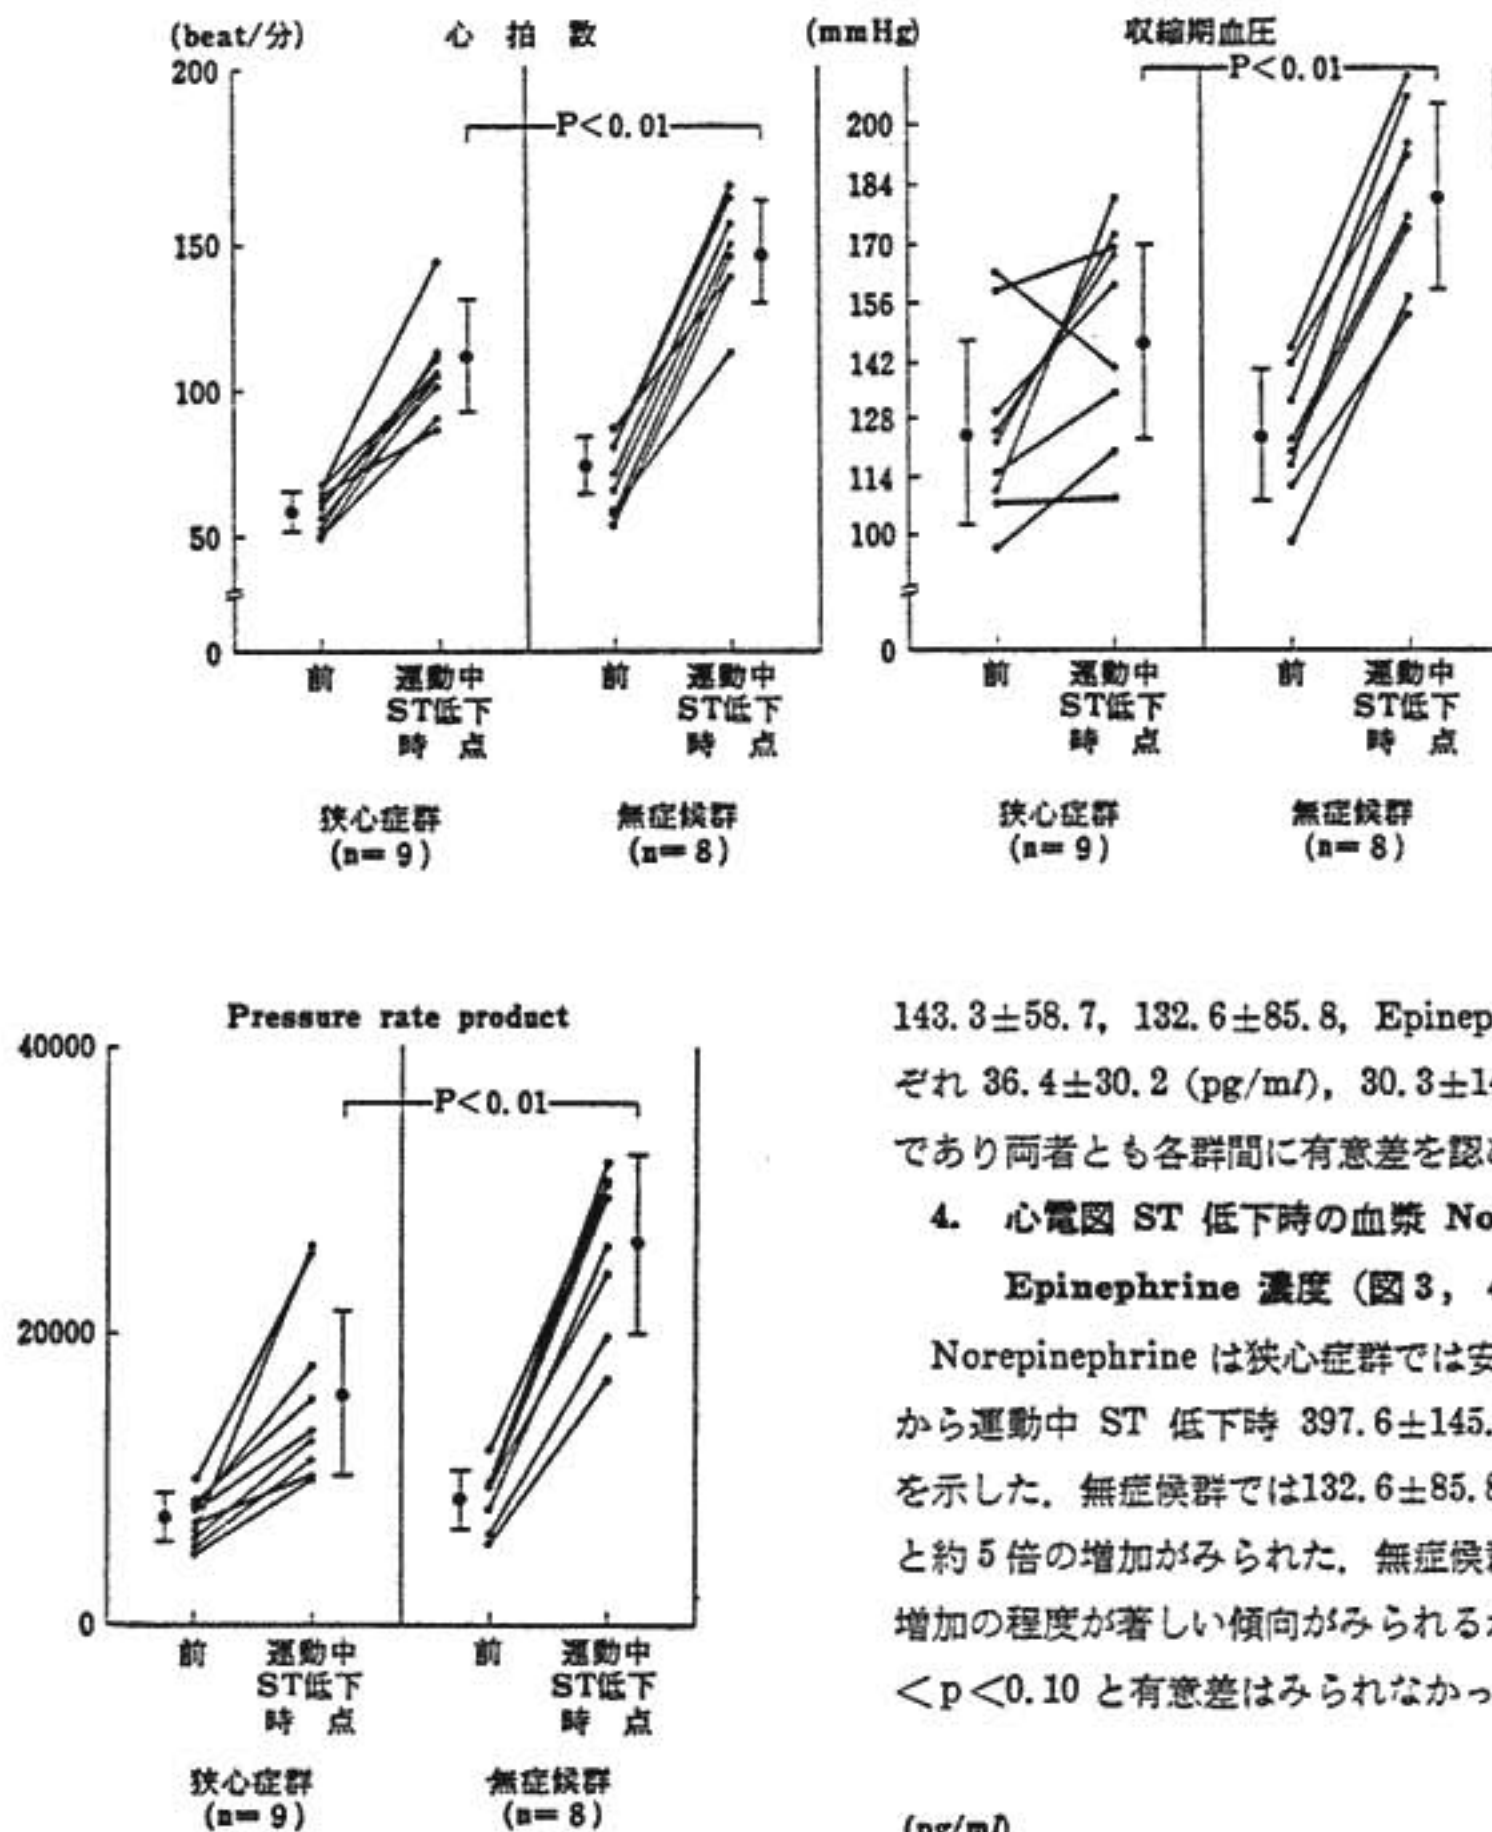 (beat/分) 心 拍 数
200
P<0.01
150
100
50
0
前 運動中 前 運動中
ST低下 ST低下
時 点 時 点
狭心症群 無症候群
(n=9) (n=8)
(mmHg) 収縮期血圧
P<0.01
200
184
170
156
142
128
114
100
0
前 運動中 前 運動中
ST低下 ST低下
時 点 時 点
狭心症群 無症候群
(n=9) (n=8)
Pressure rate product
40000
P<0.01
20000
0
前 運動中 前 運動中
ST低下 ST低下
時 点 時 点
狭心症群 無症候群
(n=9) (n=8)
143.3±58.7, 132.6±85.8, Epinep
ぞれ 36.4±30.2 (pg/ml), 30.3±1
であり両者とも各群間に有意差を認
4. 心電図 ST 低下時の血漿 No
Epinephrine 濃度 (図3,
Norepinephrine は狭心症群では安
から運動中 ST 低下時 397.6±145.
を示した．無症候群では132.6±85.8
と約5倍の増加がみられた．無症候
増加の程度が著しい傾向がみられる
＜p＜0.10 と有意差はみられなかっ
(pg/ml)